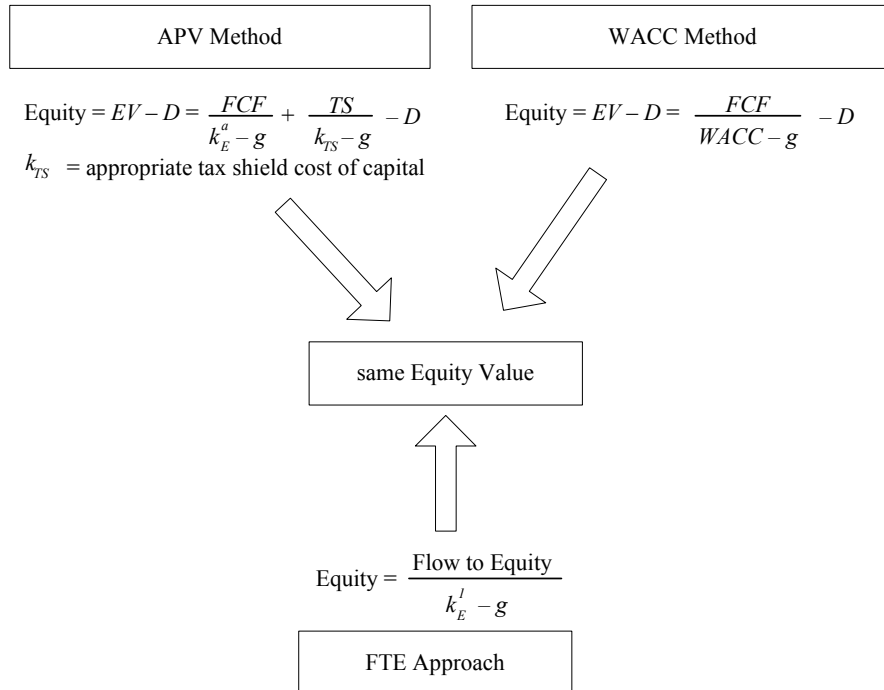 APV Method
WACC Method
Equity = EV – D = FCF / (k_E^a – g) + TS / (k_TS – g) – D
k_TS = appropriate tax shield cost of capital
Equity = EV – D = FCF / (WACC – g) – D
same Equity Value
Equity = Flow to Equity / (k_E^l – g)
FTE Approach